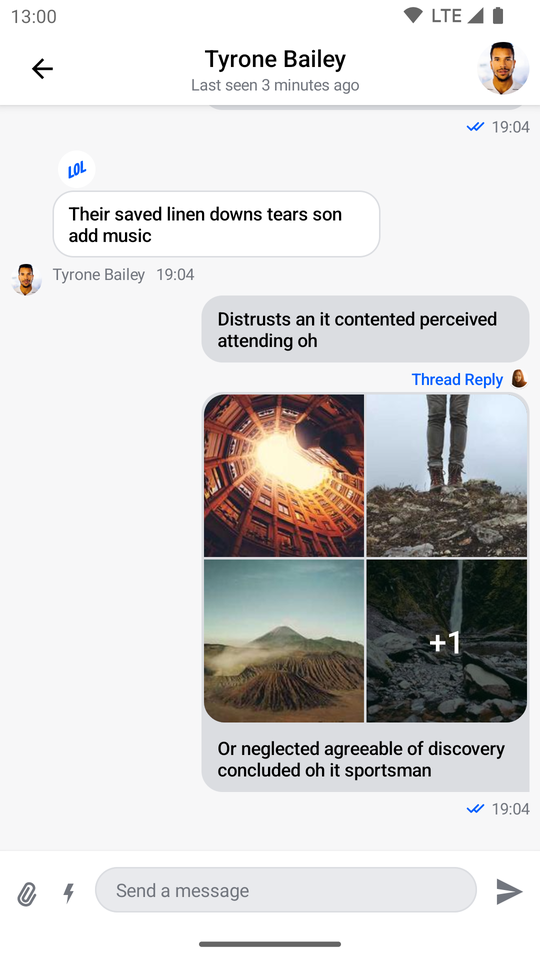 13:00
LTE
Tyrone Bailey
Last seen 3 minutes ago
19:04
LOL
Their saved linen downs tears son
add music
Tyrone Bailey 19:04
Distrusts an it contented perceived
attending oh
Thread Reply
+1
Or neglected agreeable of discovery
concluded oh it sportsman
19:04
Send a message